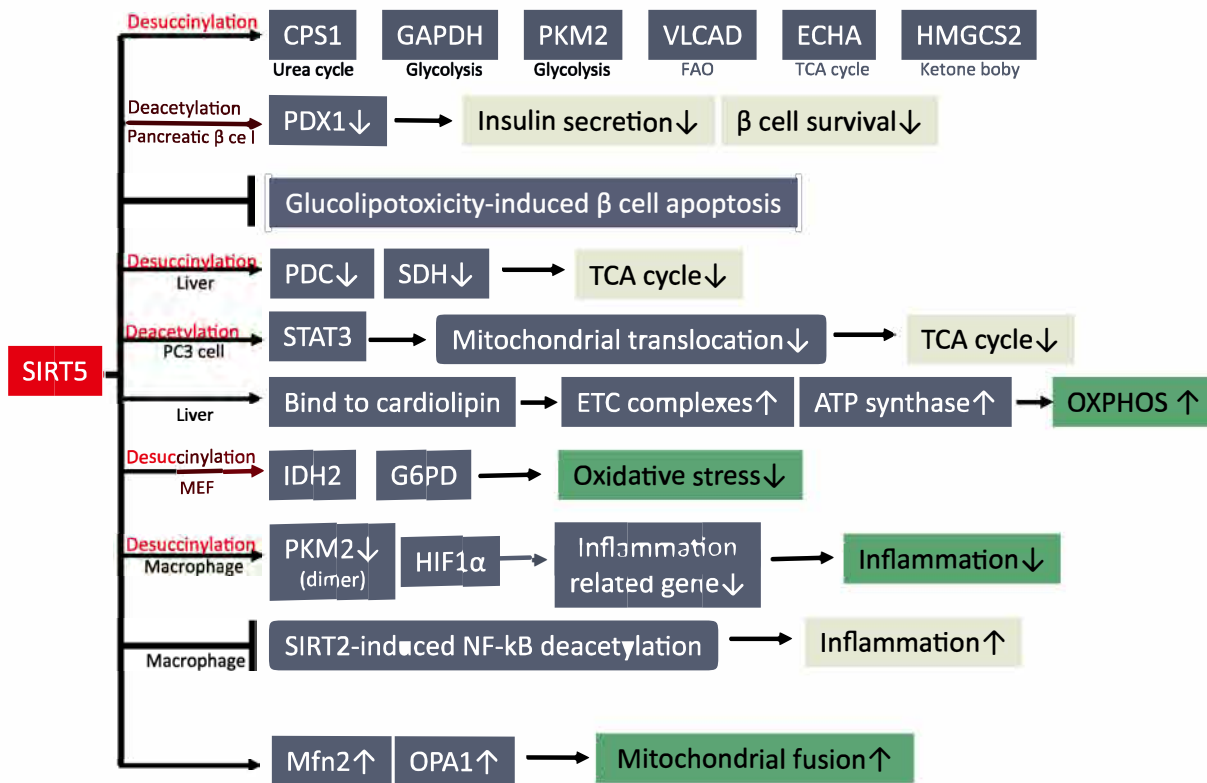 Desuccinylation
CPS1 GAPDH PKM2 VLCAD ECHA HMGCS2
Urea cycle Glycolysis Glycolysis FAO TCA cycle Ketone boby
Deacetylation
Pancreatic β ce l
PDX1↓ Insulin secretion↓ β cell survival↓
Glucolipotoxicity-induced β cell apoptosis
Desuccinylation
Liver
PDC↓ SDH↓ TCA cycle↓
Deacetylation
PC3 cell
STAT3 Mitochondrial translocation↓ TCA cycle↓
SIRT5
Liver
Bind to cardiolipin ETC complexes↑ ATP synthase↑ OXPHOS ↑
Desuccinylation
MEF
IDH2 G6PD Oxidative stress↓
Desuccinylation
Macrophage
PKM2↓
(dimer)
HIF1α
Inflammation
related gene↓
Inflammation↓
Macrophage
SIRT2-induced NF-kB deacetylation Inflammation↑
Mfn2↑ OPA1↑ Mitochondrial fusion↑